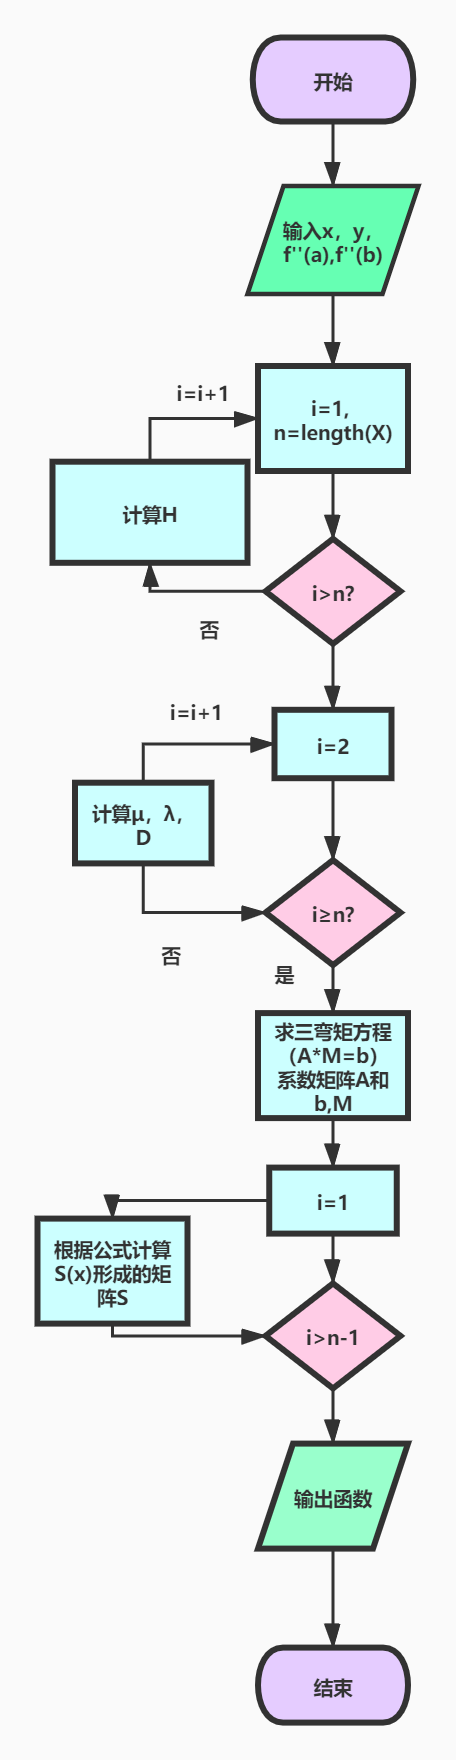 开始
输入x，y，
f''(a),f''(b)
i=i+1
i=1,
n=length(X)
计算H
i>n?
否
i=i+1
i=2
计算μ，λ，
D
i≥n?
否
是
求三弯矩方程
（A*M=b）
系数矩阵A和
b,M
i=1
根据公式计算
S(x)形成的矩
阵S
i>n-1
输出函数
结束